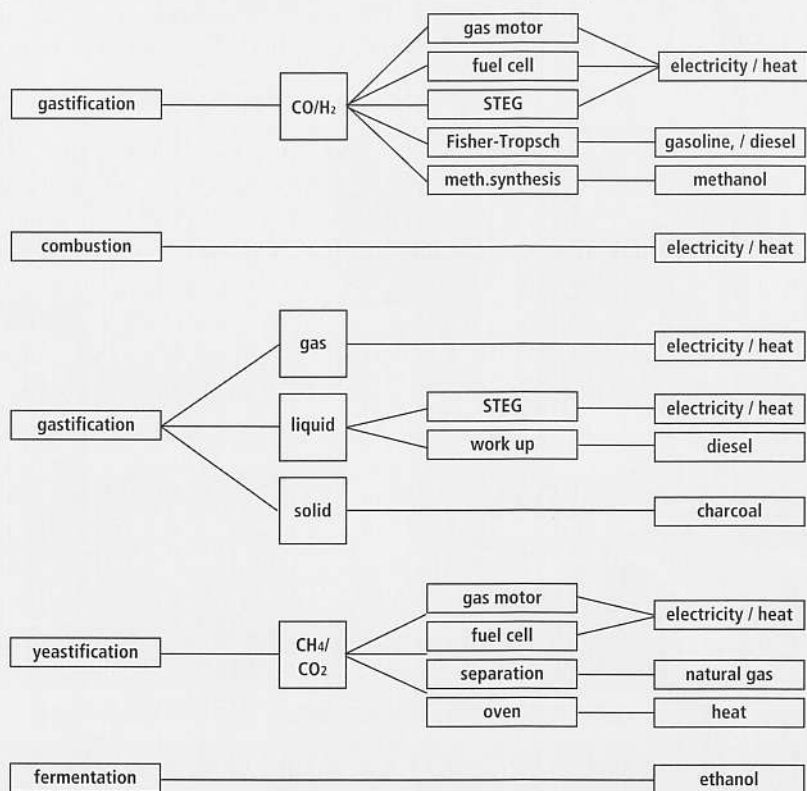 gas motor
fuel cell
electricity / heat
gastification
CO/H₂
STEG
Fisher-Tropsch
gasoline, / diesel
meth.synthesis
methanol
combustion
electricity / heat
gas
electricity / heat
gastification
liquid
STEG
electricity / heat
work up
diesel
solid
charcoal
gas motor
electricity / heat
fuel cell
yeastification
CH₄/
CO₂
separation
natural gas
oven
heat
fermentation
ethanol